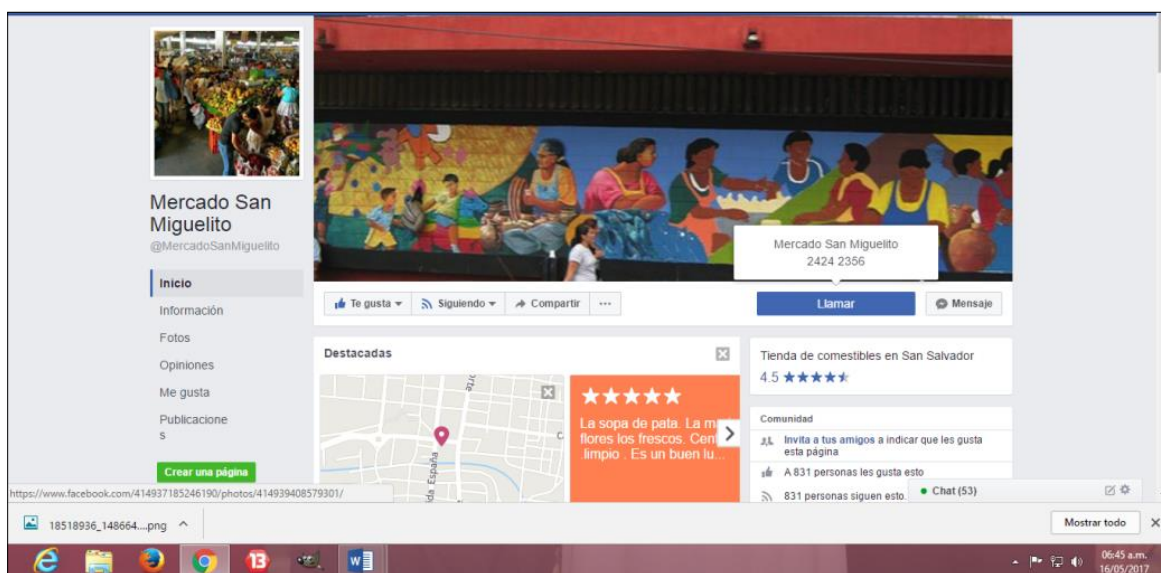 Mercado San
Miguelito
@MercadoSanMiguelito
Inicio
Información
Fotos
Opiniones
Me gusta
Publicacione
s
Crear una página
Mercado San Miguelito
2424 2356
Te gusta
Siguiendo
Compartir
Llamar
Mensaje
Destacadas
España
La sopa de pata. La m
flores los frescos. Cen
limpio . Es un buen lu...
Tienda de comestibles en San Salvador
4.5
Comunidad
Invita a tus amigos a indicar que les gusta
esta página
A 831 personas les gusta esto
831 personas siguen esto.
Chat (53)
https://www.facebook.com/414937185246190/photos/414939408579301/
18518936_148664....png
Mostrar todo
13
06:45 a.m.
16/05/2017